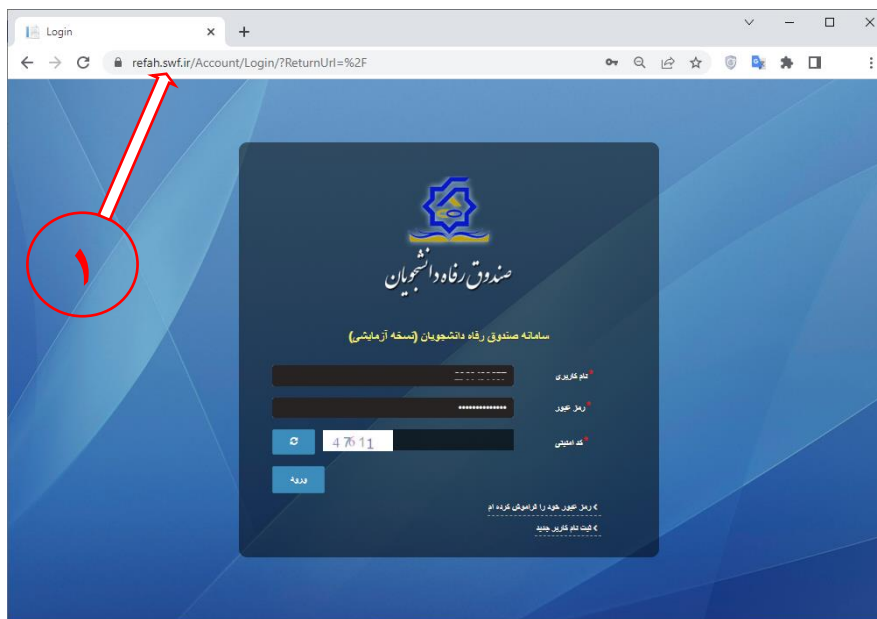 Login
refah.swf.ir/Account/Login/?ReturnUrl=%2F
۱
صندوق رفاه دانشجویان
سامانه صندوق رفاه دانشجویان (نسخه آزمایشی)
*نام کاربری
*رمز عبور
*کد امنیتی
47611
ورود
رمز عبور خود را فراموش کرده ام
ثبت نام کاربر جدید